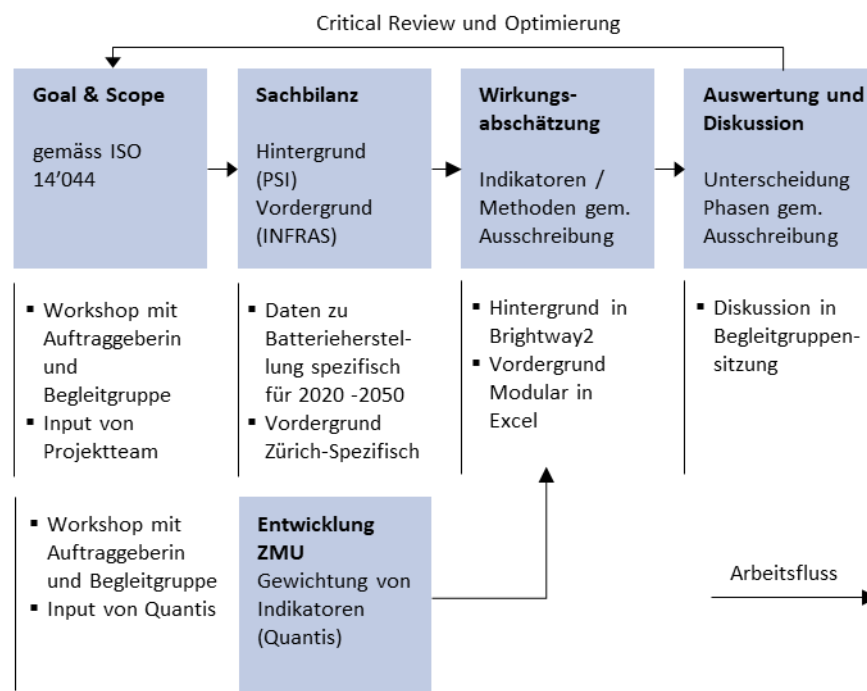 Critical Review und Optimierung
Goal & Scope
gemäss ISO
14’044
Sachbilanz
Hintergrund
(PSI)
Vordergrund
(INFRAS)
Wirkungs-
abschätzung
Indikatoren /
Methoden gem.
Ausschreibung
Auswertung und
Diskussion
Unterscheidung
Phasen gem.
Ausschreibung
▪ Workshop mit
Auftraggeberin
und
Begleitgruppe
▪ Input von
Projektteam
▪ Daten zu
Batterieherstel-
lung spezifisch
für 2020 -2050
▪ Vordergrund
Zürich-Spezifisch
▪ Hintergrund in
Brightway2
▪ Vordergrund
Modular in
Excel
▪ Diskussion in
Begleitgruppen-
sitzung
▪ Workshop mit
Auftraggeberin
und Begleitgruppe
▪ Input von Quantis
Entwicklung
ZMU
Gewichtung von
Indikatoren
(Quantis)
Arbeitsfluss